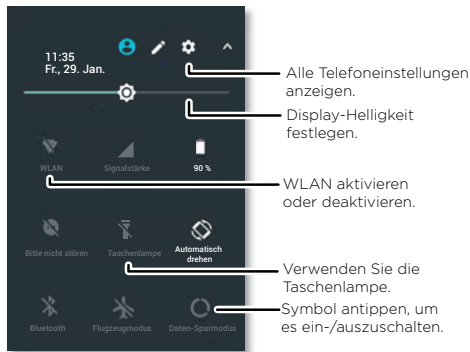 11:35
Fr., 29. Jan.
Alle Telefoneinstellungen
anzeigen.
Display-Helligkeit
festlegen.
WLAN
Signalstärke
90 %
WLAN aktivieren
oder deaktivieren.
Bitte nicht stören
Taschenlampe
Automatisch
drehen
Verwenden Sie die
Taschenlampe.
Symbol antippen, um
es ein-/auszuschalten.
Bluetooth
Flugzeugmodus
Daten-Sparmodus